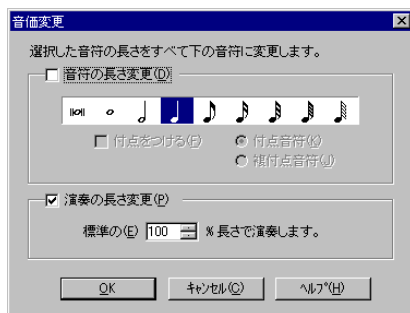 音価変更
選択した音符の長さをすべて下の音符に変更します。
音符の長さ変更(D)
付点をつける(F)
付点音符(K)
複付点音符(J)
演奏の長さ変更(P)
標準の(E) 100 % 長さで演奏します。
OK キャンセル(C) ヘルプ(H)